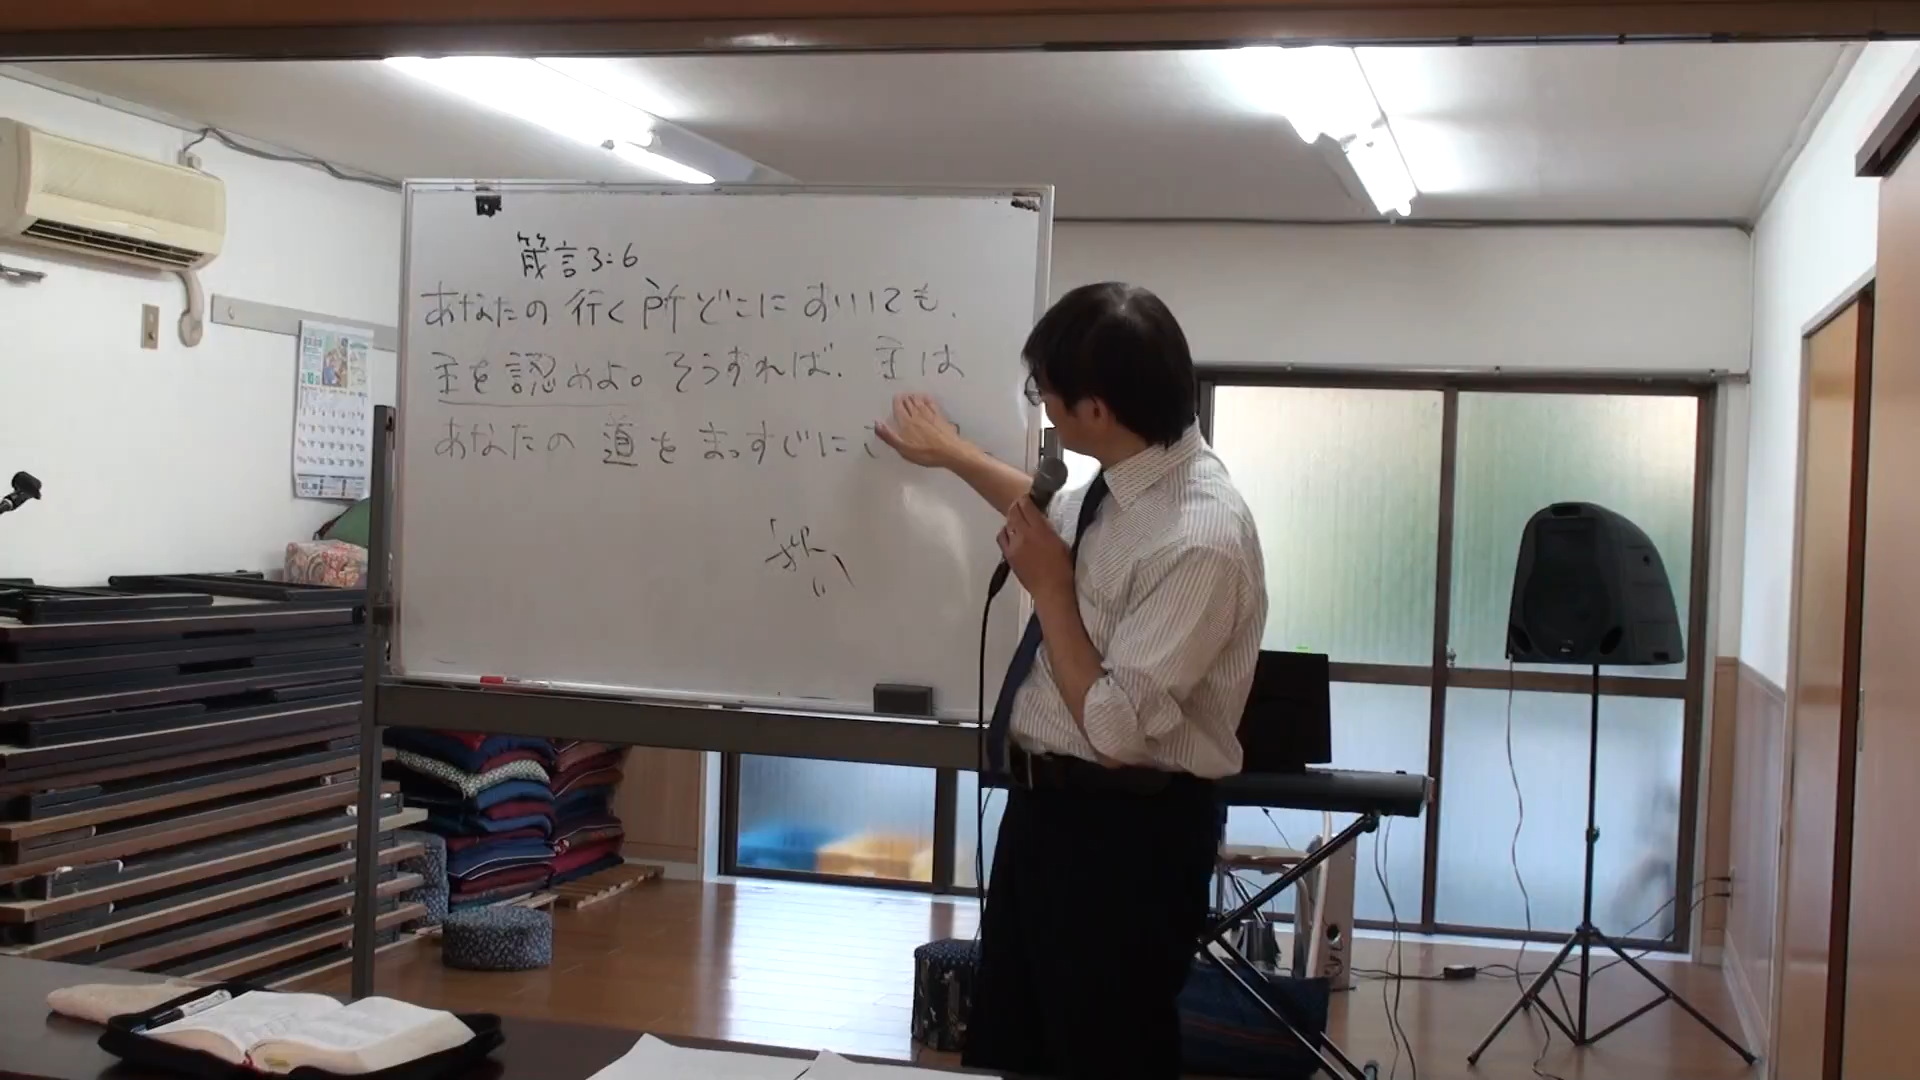 箴言3:6
あなたの行く所どこにおいても、
主を認めよ。そうすれば、主は
あなたの道をまっすぐにさ